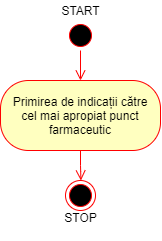 START
Primirea de indicații către
cel mai apropiat punct
farmaceutic
STOP